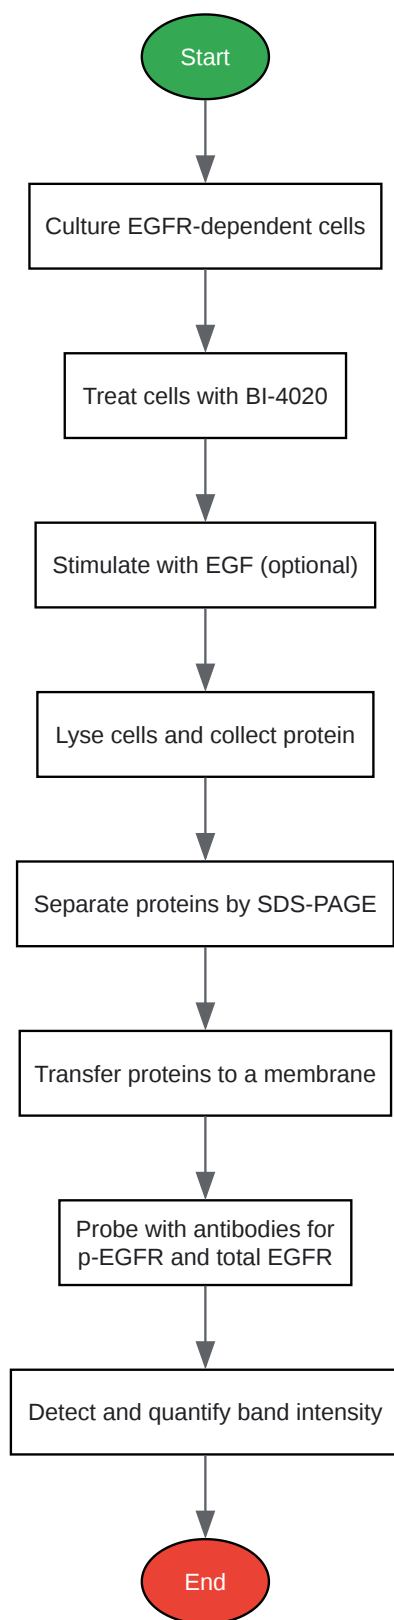 Start
Culture EGFR-dependent cells
Treat cells with BI-4020
Stimulate with EGF (optional)
Lyse cells and collect protein
Separate proteins by SDS-PAGE
Transfer proteins to a membrane
Probe with antibodies for
p-EGFR and total EGFR
Detect and quantify band intensity
End